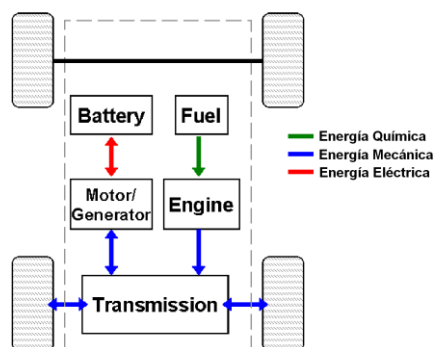 Battery
Fuel
Energía Química
Energía Mecánica
Energía Eléctrica
Motor/
Generator
Engine
Transmission